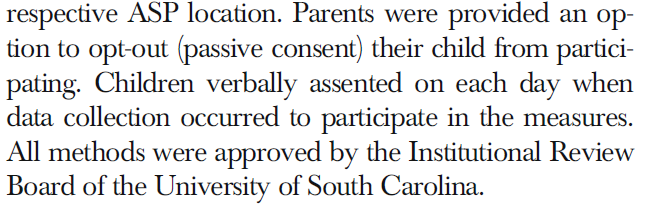 respective ASP location. Parents were provided an op-
tion to opt-out (passive consent) their child from partici-
pating. Children verbally assented on each day when
data collection occurred to participate in the measures.
All methods were approved by the Institutional Review
Board of the University of South Carolina.